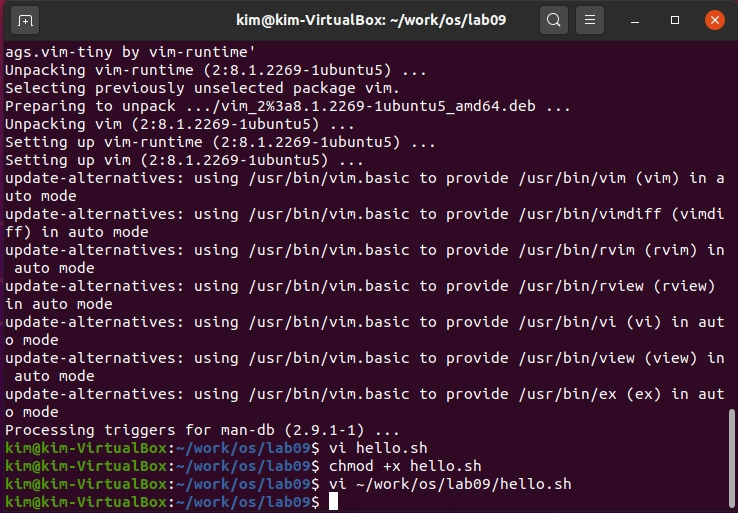 kim@kim-VirtualBox: ~/work/os/lab09
ags.vim-tiny by vim-runtime'
Unpacking vim-runtime (2:8.1.2269-1ubuntu5) ...
Selecting previously unselected package vim.
Preparing to unpack .../vim_2%3a8.1.2269-1ubuntu5_amd64.deb ...
Unpacking vim (2:8.1.2269-1ubuntu5) ...
Setting up vim-runtime (2:8.1.2269-1ubuntu5) ...
Setting up vim (2:8.1.2269-1ubuntu5) ...
update-alternatives: using /usr/bin/vim.basic to provide /usr/bin/vim (vim) in a
uto mode
update-alternatives: using /usr/bin/vim.basic to provide /usr/bin/vimdiff (vimdi
ff) in auto mode
update-alternatives: using /usr/bin/vim.basic to provide /usr/bin/rvim (rvim) in
 auto mode
update-alternatives: using /usr/bin/vim.basic to provide /usr/bin/rview (rview)
in auto mode
update-alternatives: using /usr/bin/vim.basic to provide /usr/bin/vi (vi) in aut
o mode
update-alternatives: using /usr/bin/vim.basic to provide /usr/bin/view (view) in
 auto mode
update-alternatives: using /usr/bin/vim.basic to provide /usr/bin/ex (ex) in aut
o mode
Processing triggers for man-db (2.9.1-1) ...
kim@kim-VirtualBox:~/work/os/lab09$ vi hello.sh
kim@kim-VirtualBox:~/work/os/lab09$ chmod +x hello.sh
kim@kim-VirtualBox:~/work/os/lab09$ vi ~/work/os/lab09/hello.sh
kim@kim-VirtualBox:~/work/os/lab09$